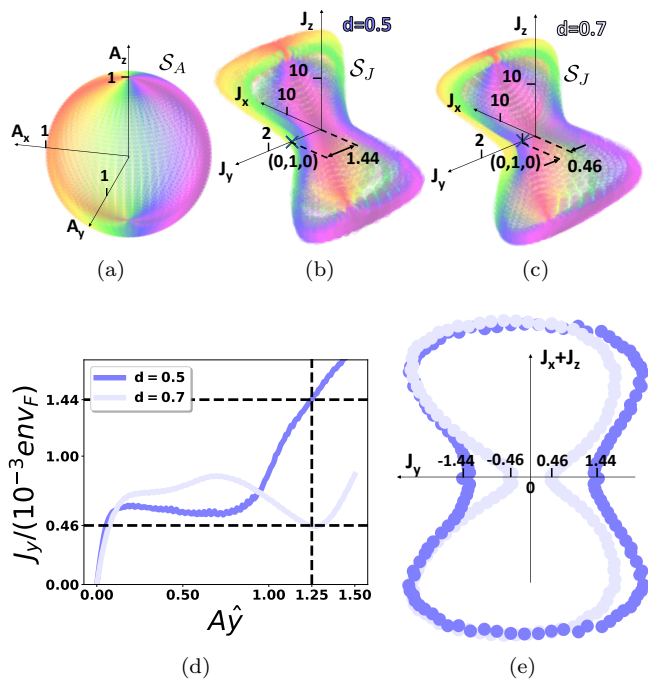 A_z
1
S_A
A_x
1
1
A_y
(a)
J_z
d=0.5
10
S_J
J_x
10
2
J_y
(0,1,0)
1.44
(b)
J_z
d=0.7
10
S_J
J_x
10
2
J_y
(0,1,0)
0.46
(c)
d = 0.5
d = 0.7
1.44
1.00
0.46
0.00
J_y/(10^{-3}env_F)
0.00 0.50 1.00 1.25 1.50
Aŷ
(d)
J_x+J_z
J_y
-1.44
-0.46
0.46
1.44
0
(e)